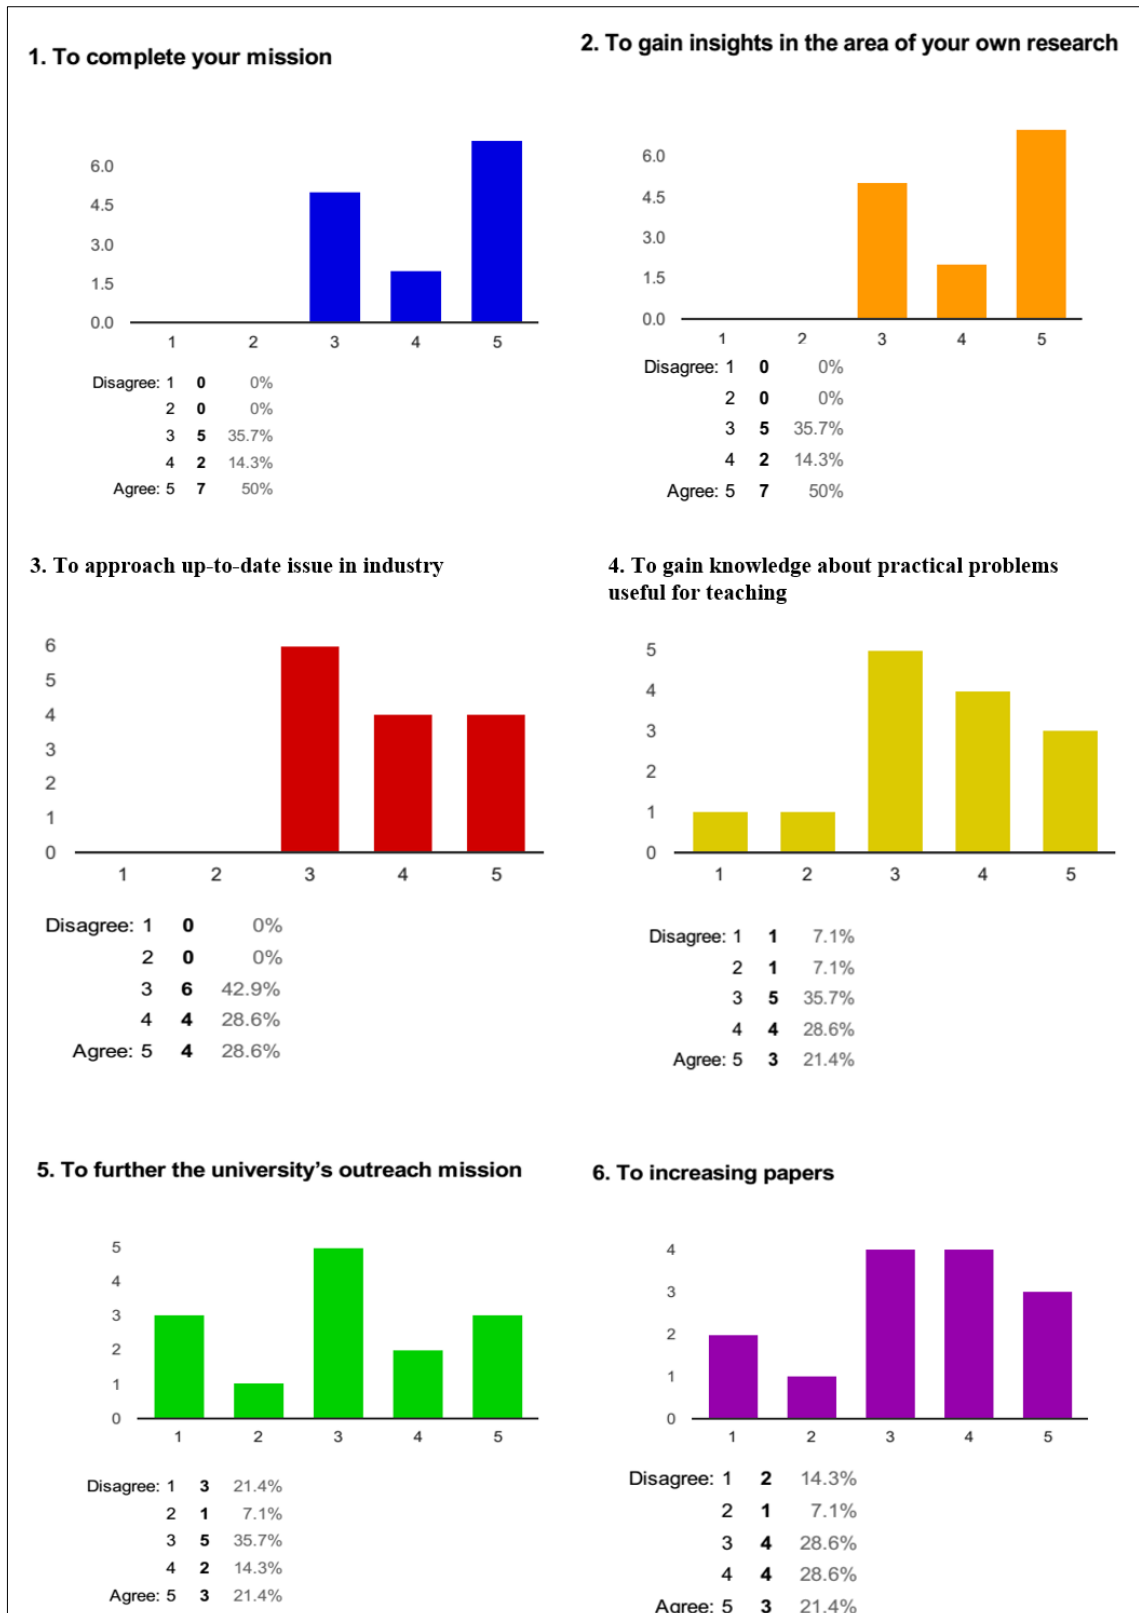 1. To complete your mission
6.0
4.5
3.0
1.5
0.0
1 2 3 4 5
Disagree: 1 0 0%
2 0 0%
3 5 35.7%
4 2 14.3%
Agree: 5 7 50%
2. To gain insights in the area of your own research
6.0
4.5
3.0
1.5
0.0
1 2 3 4 5
Disagree: 1 0 0%
2 0 0%
3 5 35.7%
4 2 14.3%
Agree: 5 7 50%
3. To approach up-to-date issue in industry
6
5
4
3
2
1
0
1 2 3 4 5
Disagree: 1 0 0%
2 0 0%
3 6 42.9%
4 4 28.6%
Agree: 5 4 28.6%
4. To gain knowledge about practical problems
useful for teaching
5
4
3
2
1
0
1 2 3 4 5
Disagree: 1 1 7.1%
2 1 7.1%
3 5 35.7%
4 4 28.6%
Agree: 5 3 21.4%
5. To further the university’s outreach mission
5
4
3
2
1
0
1 2 3 4 5
Disagree: 1 3 21.4%
2 1 7.1%
3 5 35.7%
4 2 14.3%
Agree: 5 3 21.4%
6. To increasing papers
4
3
2
1
0
1 2 3 4 5
Disagree: 1 2 14.3%
2 1 7.1%
3 4 28.6%
4 4 28.6%
Agree: 5 3 21.4%